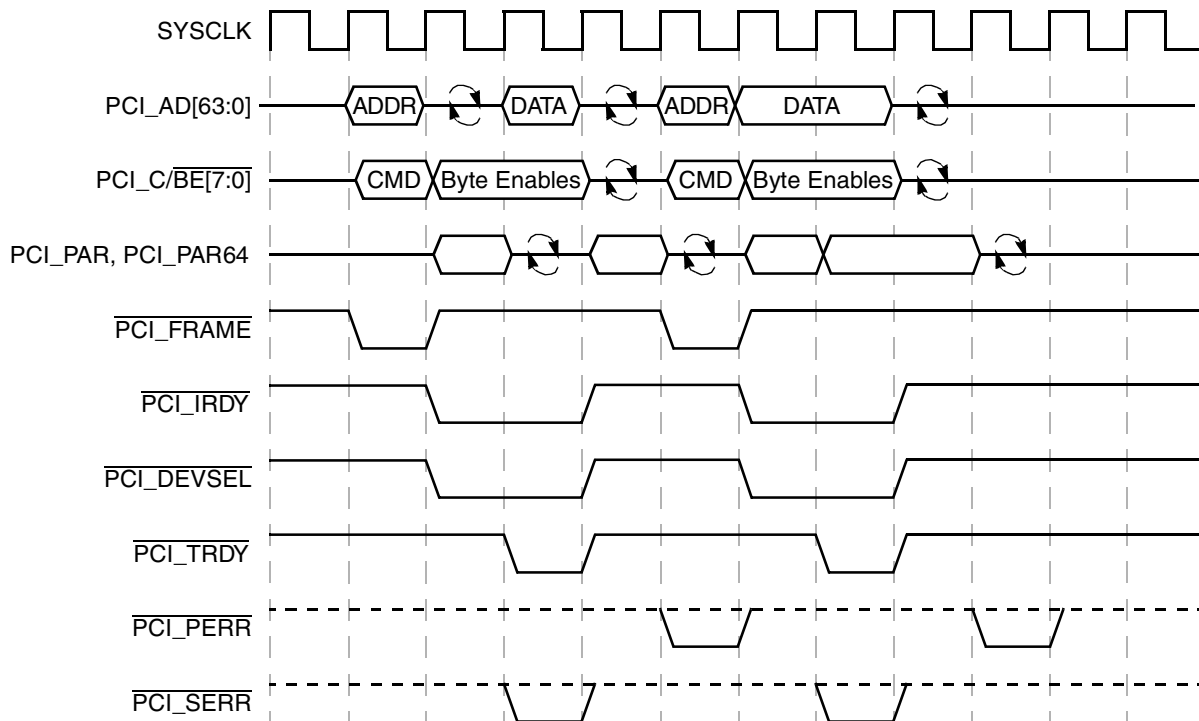 SYSCLK
PCI_AD[63:0] ADDR DATA ADDR DATA
PCI_C/BE[7:0] CMD Byte Enables CMD Byte Enables
PCI_PAR, PCI_PAR64
PCI_FRAME
PCI_IRDY
PCI_DEVSEL
PCI_TRDY
PCI_PERR
PCI_SERR